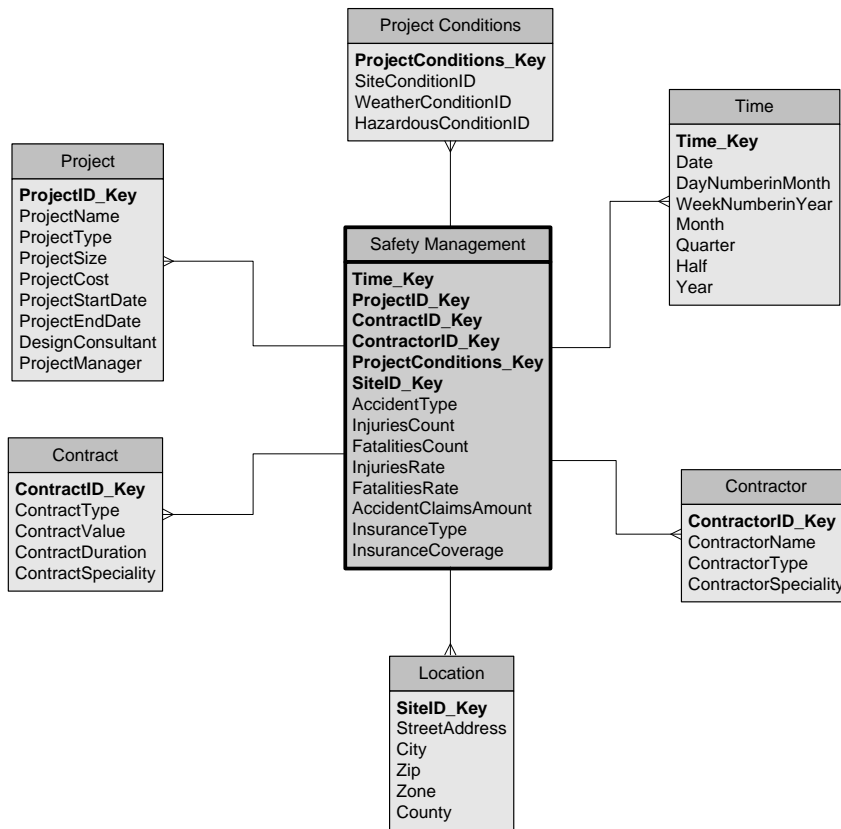 Project Conditions
ProjectConditions_Key
SiteConditionID
WeatherConditionID
HazardousConditionID
Time
Time_Key
Date
DayNumberinMonth
WeekNumberinYear
Month
Quarter
Half
Year
Project
ProjectID_Key
ProjectName
ProjectType
ProjectSize
ProjectCost
ProjectStartDate
ProjectEndDate
DesignConsultant
ProjectManager
Safety Management
Time_Key
ProjectID_Key
ContractID_Key
ContractorID_Key
ProjectConditions_Key
SiteID_Key
AccidentType
InjuriesCount
FatalitiesCount
InjuriesRate
FatalitiesRate
AccidentClaimsAmount
InsuranceType
InsuranceCoverage
Contract
ContractID_Key
ContractType
ContractValue
ContractDuration
ContractSpeciality
Contractor
ContractorID_Key
ContractorName
ContractorType
ContractorSpeciality
Location
SiteID_Key
StreetAddress
City
Zip
Zone
County